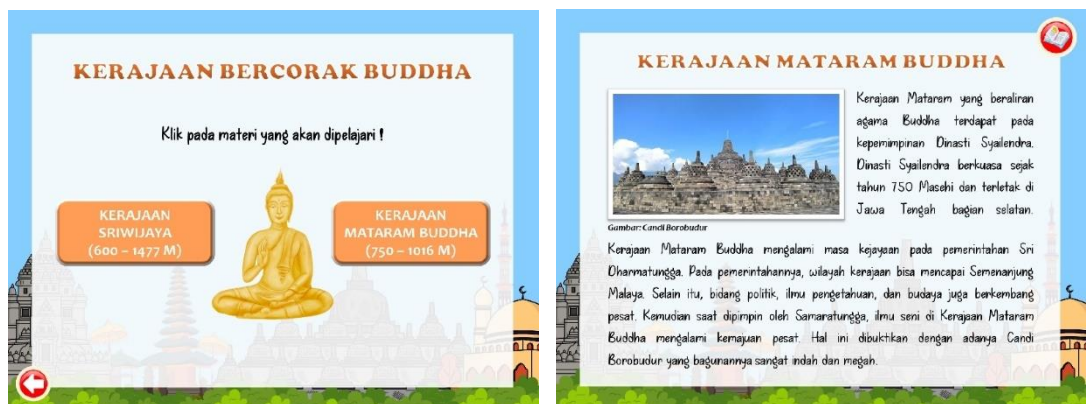 KERAJAAN BERCORAK BUDDHA
Klik pada materi yang akan dipelajari !
KERAJAAN
SRIWIJAYA
(600 – 1477 M)
KERAJAAN
MATARAM BUDDHA
(750 – 1016 M)
KERAJAAN MATARAM BUDDHA
Kerajaan Mataram yang beraliran
agama Buddha terdapat pada
kepemimpinan Dinasti Syailendra.
Dinasti Syailendra berkuasa sejak
tahun 750 Masehi dan terletak di
Jawa Tengah bagian selatan.
Gambar: Candi Borobudur
Kerajaan Mataram Buddha mengalami masa kejayaan pada pemerintahan Sri
Dharmatungga. Pada pemerintahannya, wilayah kerajaan bisa mencapai Semenanjung
Malaya. Selain itu, bidang politik, ilmu pengetahuan, dan budaya juga berkembang
pesat. Kemudian saat dipimpin oleh Samaratungga, ilmu seni di Kerajaan Mataram
Buddha mengalami kemajuan pesat. Hal ini dibuktikan dengan adanya Candi
Borobudur yang bagunannya sangat indah dan megah.